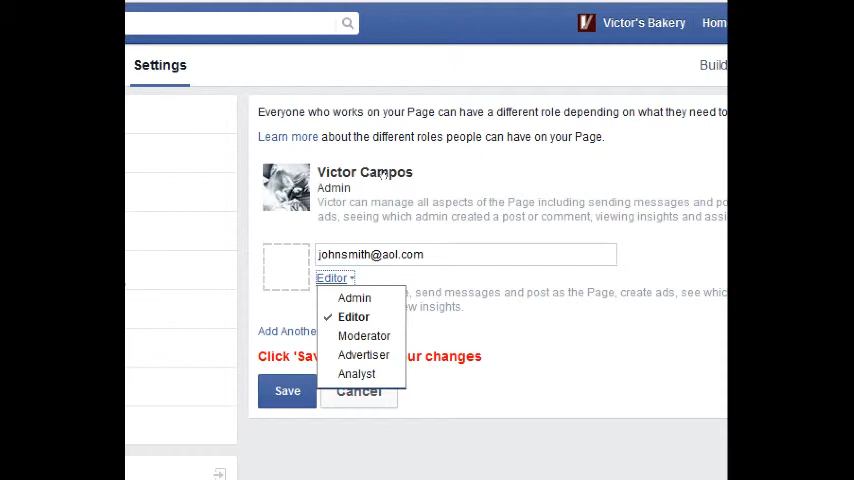 Victor's Bakery Hom
Settings Build
Everyone who works on your Page can have a different role depending on what they need to
Learn more about the different roles people can have on your Page.
Victor Campos
Admin
Victor can manage all aspects of the Page including sending messages and po
ads, seeing which admin created a post or comment, viewing insights and assi
johnsmith@aol.com
Editor
, send messages and post as the Page, create ads, see which
Admin
ew insights.
Editor
Add Anothe
Moderator
Click 'Sav ur changes
Advertiser
Analyst
Save Cancel